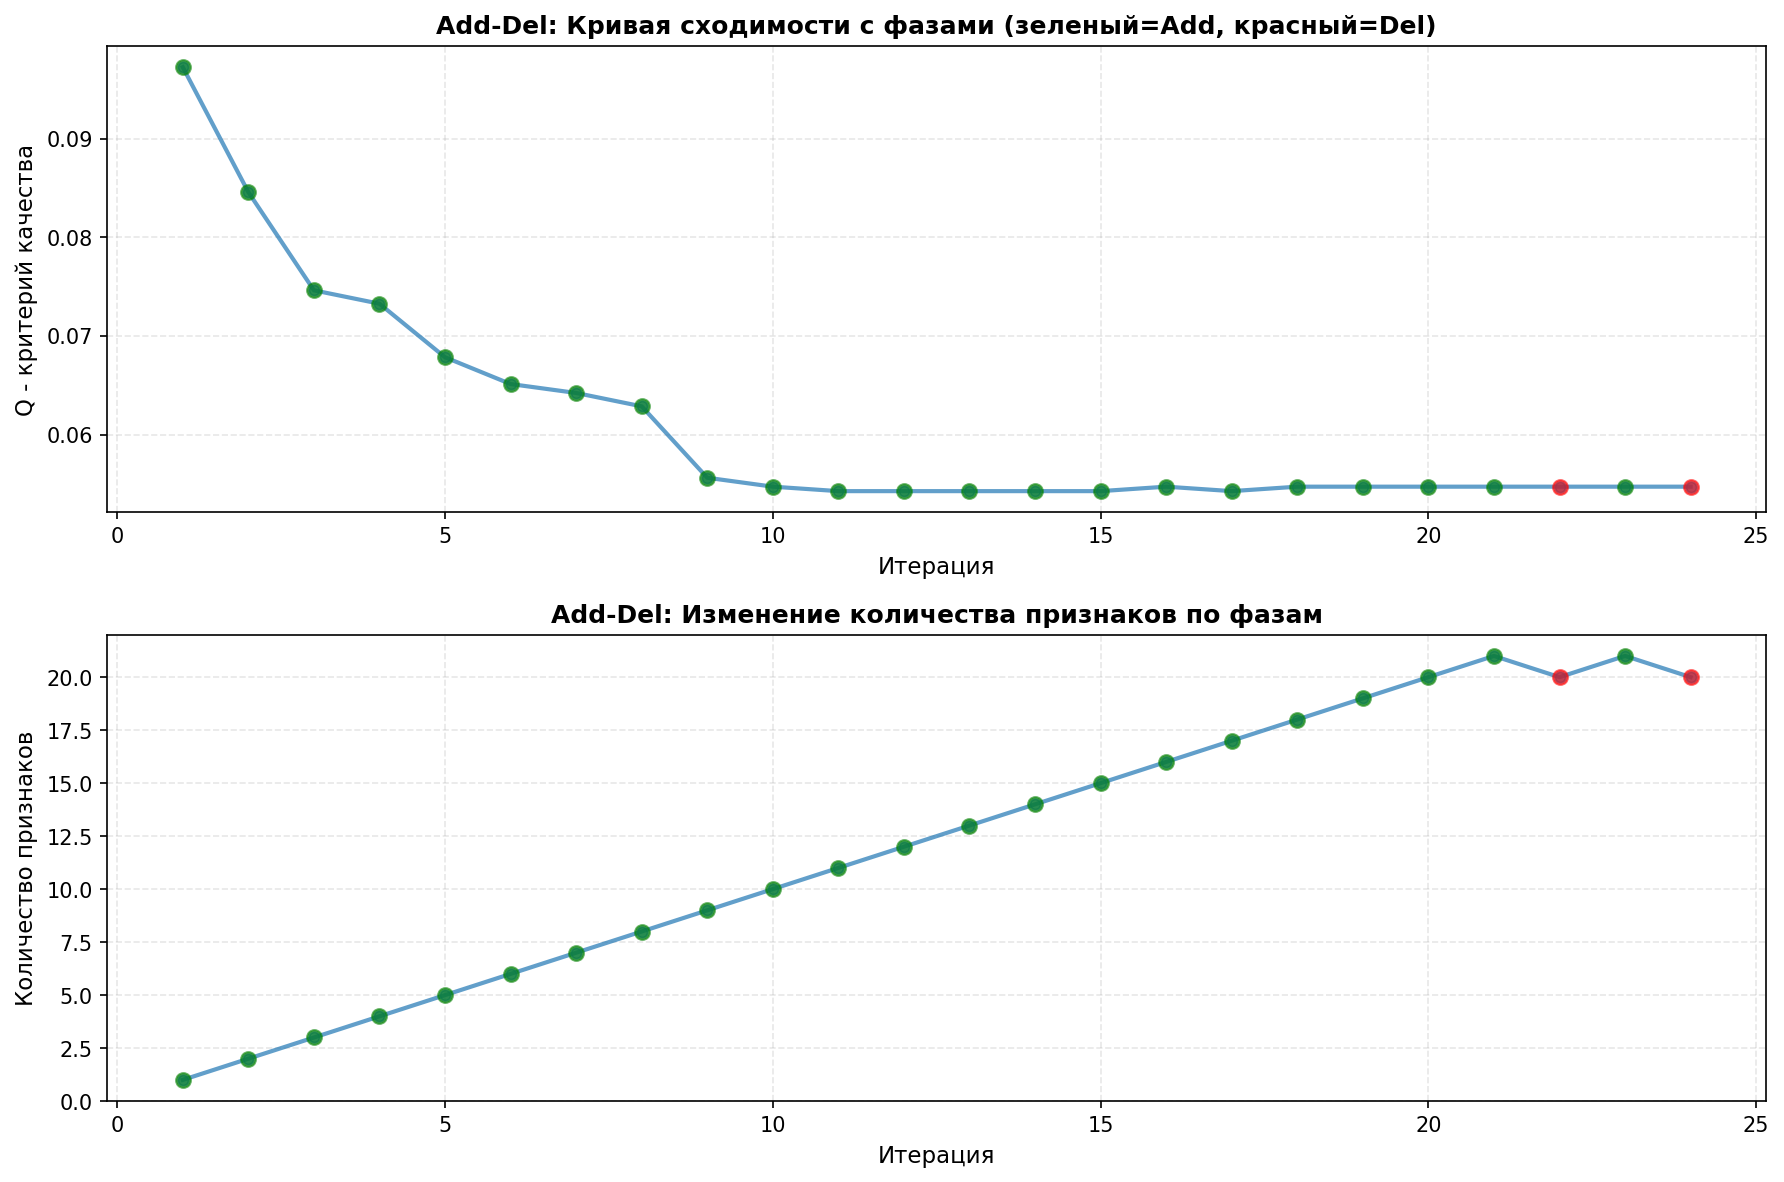 Add-Del: Кривая сходимости с фазами (зеленый=Add, красный=Del)
Q - критерий качества
0.09
0.08
0.07
0.06
0 5 10 15 20 25
Итерация
Add-Del: Изменение количества признаков по фазам
Количество признаков
20.0
17.5
15.0
12.5
10.0
7.5
5.0
2.5
0.0
0 5 10 15 20 25
Итерация